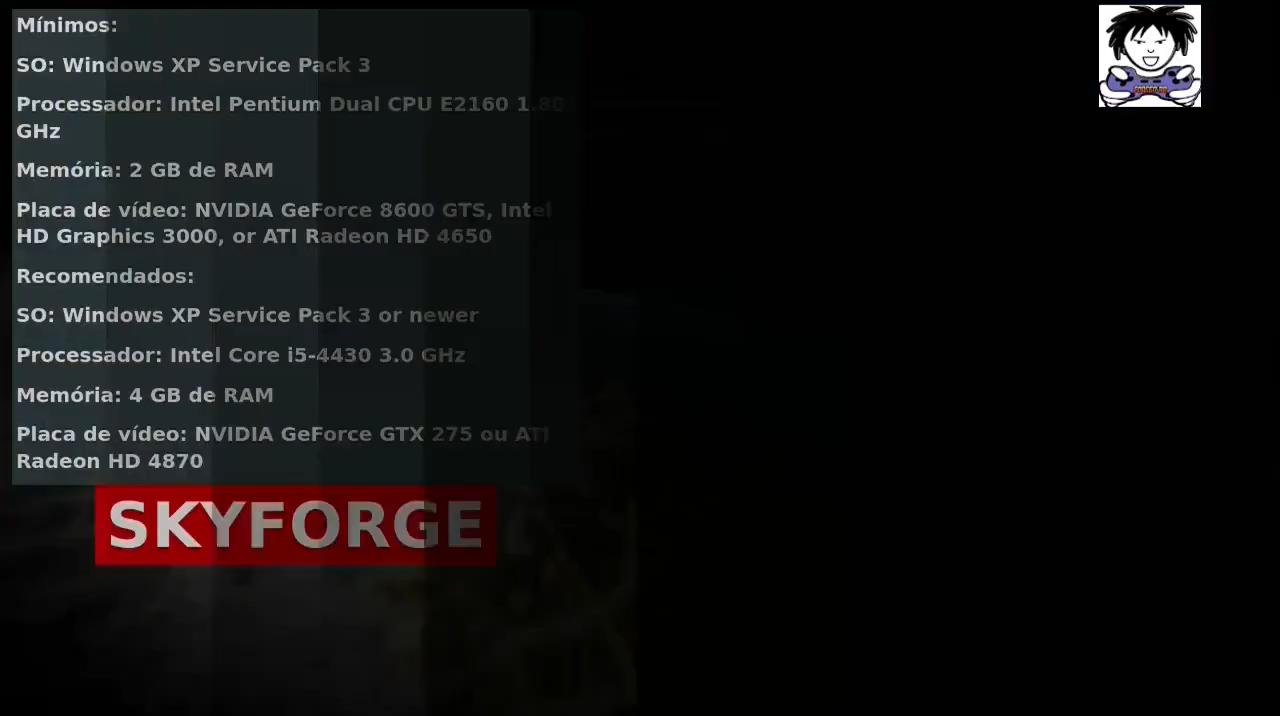 Mínimos:
SO: Windows XP Service Pack 3
Processador: Intel Pentium Dual CPU E2160 1.80
GHz
Memória: 2 GB de RAM
Placa de vídeo: NVIDIA GeForce 8600 GTS, Intel
HD Graphics 3000, or ATI Radeon HD 4650
Recomendados:
SO: Windows XP Service Pack 3 or newer
Processador: Intel Core i5-4430 3.0 GHz
Memória: 4 GB de RAM
Placa de vídeo: NVIDIA GeForce GTX 275 ou ATI
Radeon HD 4870
SKYFORGE